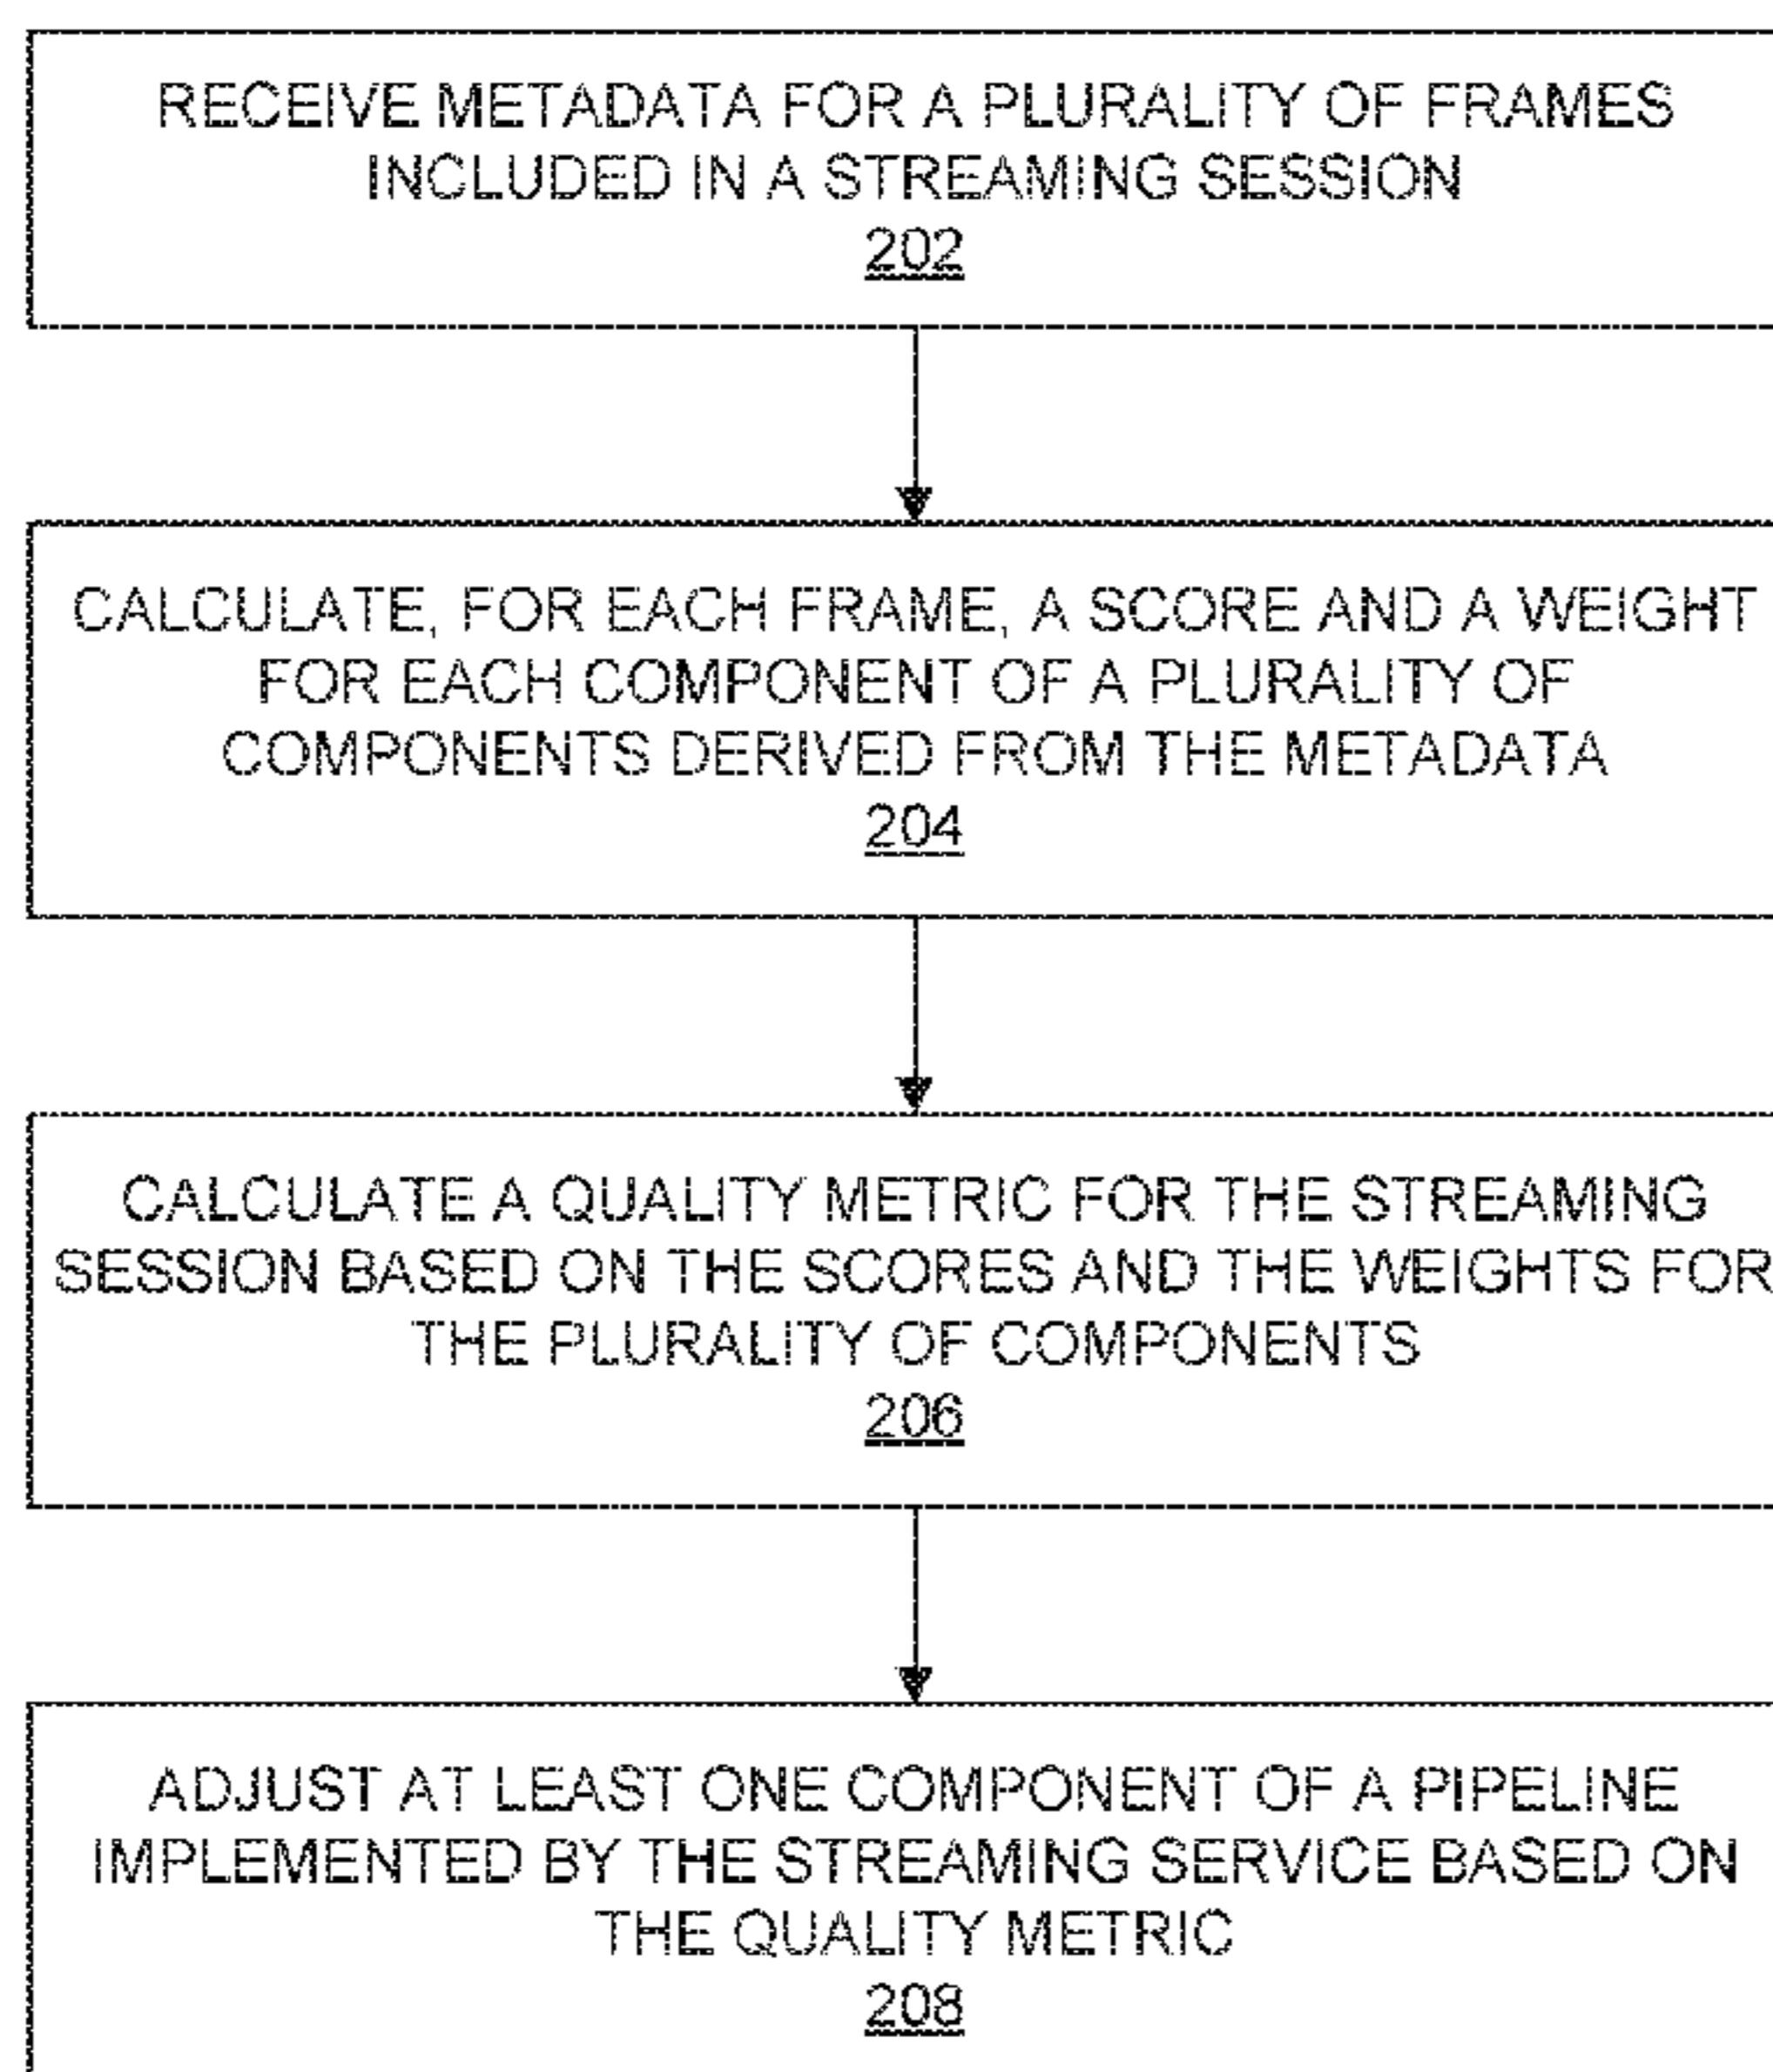 RECEIVE METADATA FOR A PLURALITY OF FRAMES
INCLUDED IN A STREAMING SESSION
202
CALCULATE, FOR EACH FRAME, A SCORE AND A WEIGHT
FOR EACH COMPONENT OF A PLURALITY OF
COMPONENTS DERIVED FROM THE METADATA
204
CALCULATE A QUALITY METRIC FOR THE STREAMING
SESSION BASED ON THE SCORES AND THE WEIGHTS FOR
THE PLURALITY OF COMPONENTS
206
ADJUST AT LEAST ONE COMPONENT OF A PIPELINE
IMPLEMENTED BY THE STREAMING SERVICE BASED ON
THE QUALITY METRIC
208